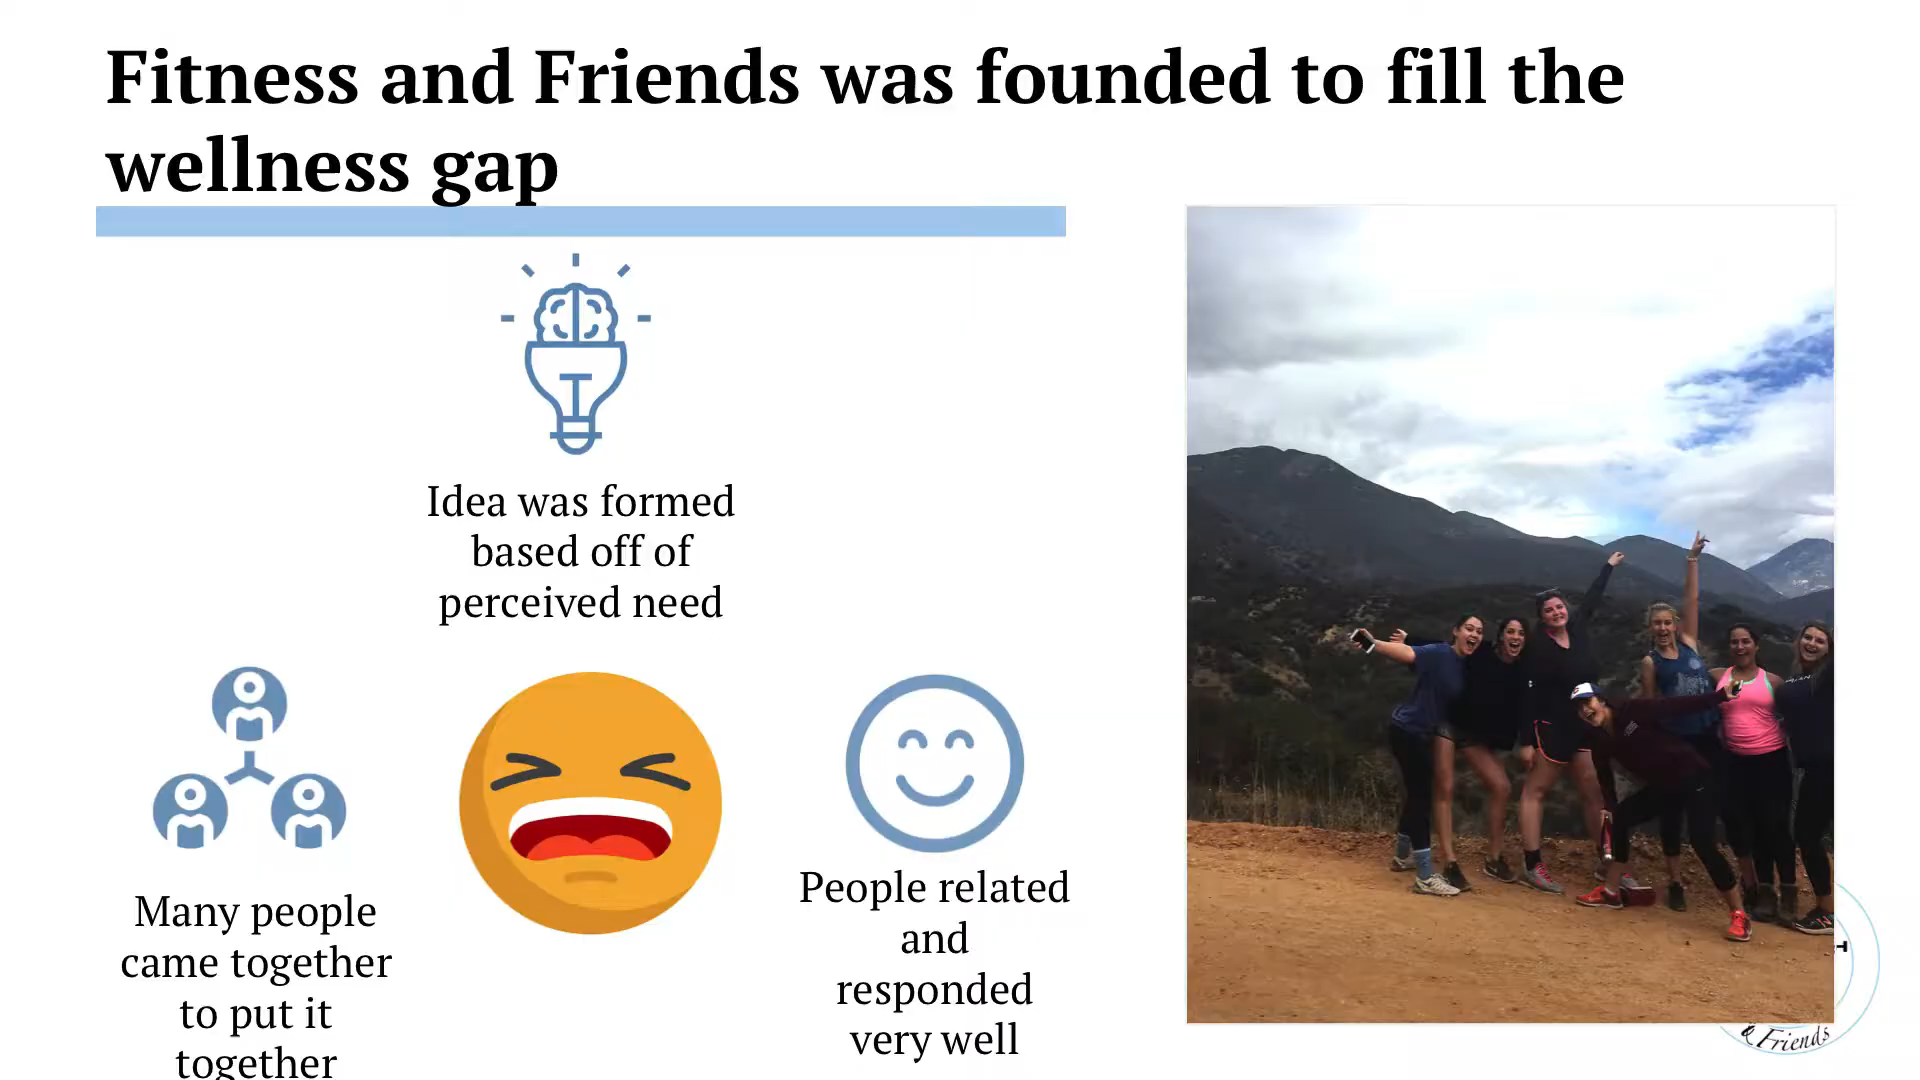 Fitness and Friends was founded to fill the
wellness gap
Idea was formed
based off of
perceived need
Many people
came together
to put it
together
People related
and
responded
very well
& Friends